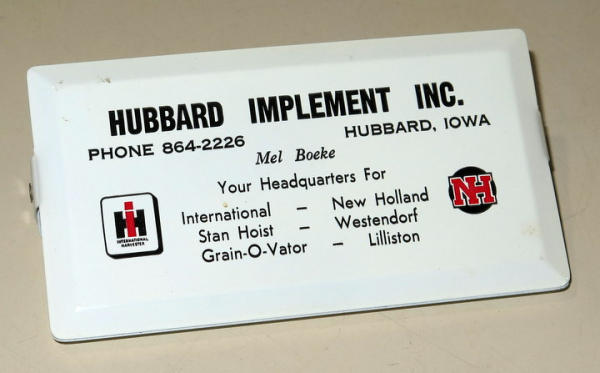 HUBBARD IMPLEMENT INC.
PHONE 864-2226 HUBBARD, IOWA
Mel Boeke
Your Headquarters For
International – New Holland
Stan Hoist – Westendorf
Grain-O-Vator – Lilliston
IH
INTERNATIONAL
HARVESTER
NH